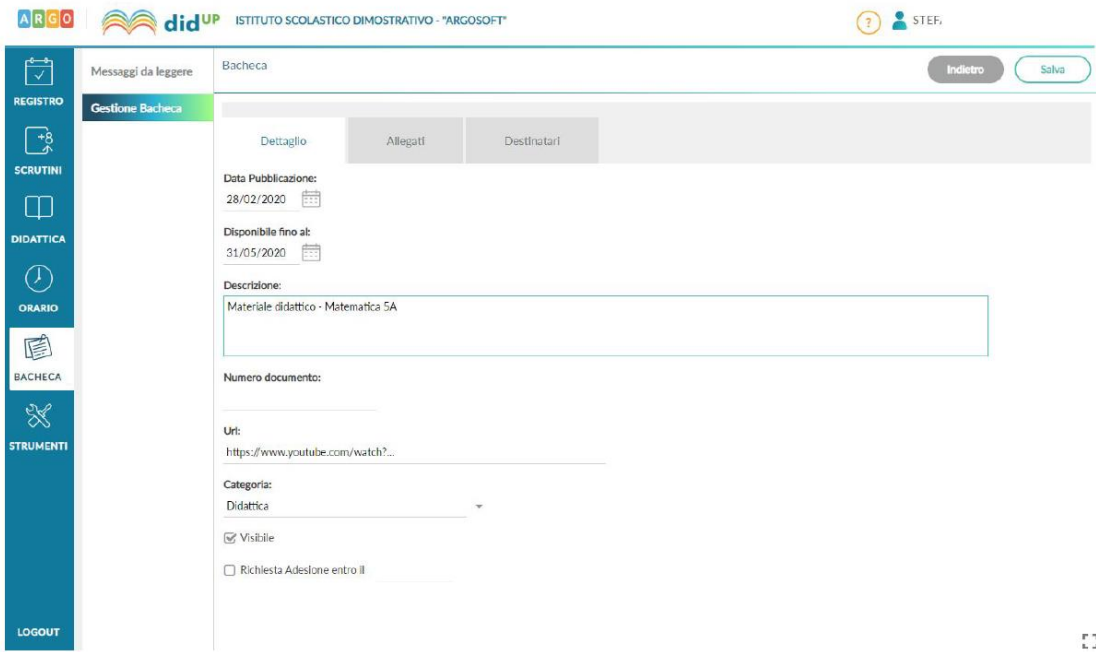 ARGO didUP ISTITUTO SCOLASTICO DIMOSTRATIVO - "ARGOSOFT" ? STEF.
REGISTRO
+8
SCRUTINI
DIDATTICA
ORARIO
BACHECA
STRUMENTI
LOGOUT
Messaggi da leggere
Gestione Bacheca
Bacheca
Indietro
Salva
Dettaglio
Allegati
Destinatari
Data Pubblicazione:
28/02/2020
Disponibile fino al:
31/05/2020
Descrizione:
Materiale didattico - Matematica 5A
Numero documento:
Url:
https://www.youtube.com/watch?...
Categoria:
Didattica
Visibile
Richiesta Adesione entro il